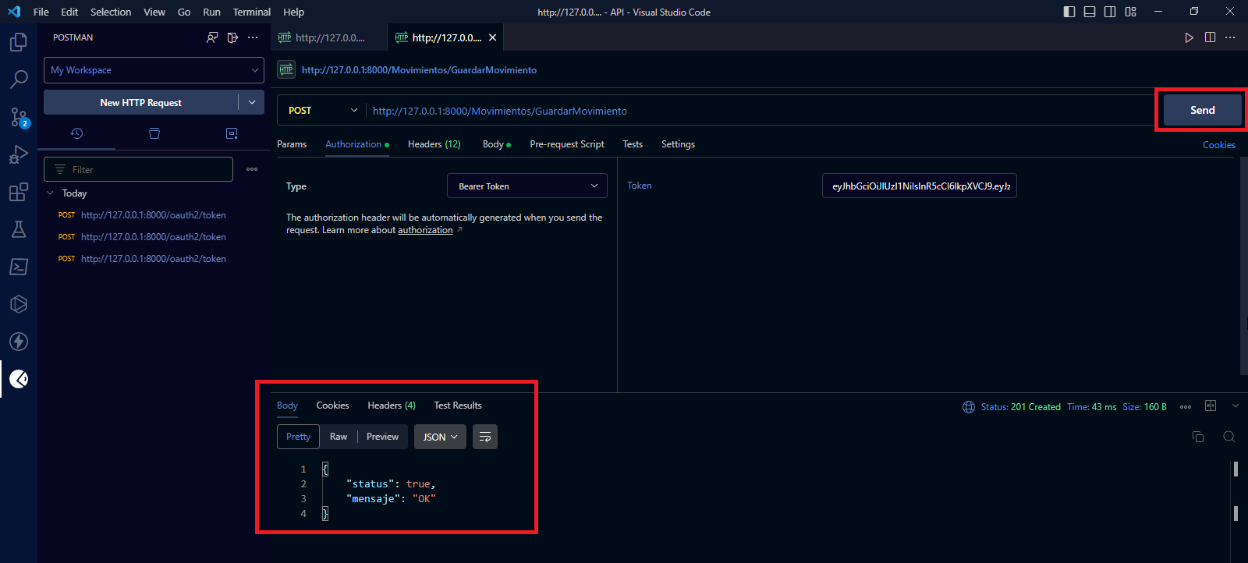 File Edit Selection View Go Run Terminal Help
http://127.0.0.... - API - Visual Studio Code
POSTMAN
http://127.0.0....
http://127.0.0....
My Workspace
http://127.0.0.1:8000/Movimientos/GuardarMovimiento
New HTTP Request
POST http://127.0.0.1:8000/Movimientos/GuardarMovimiento
Send
2
Params Authorization Headers (12) Body Pre-request Script Tests Settings
Cookies
Filter
Today
POST http://127.0.0.1:8000/oauth2/token
POST http://127.0.0.1:8000/oauth2/token
POST http://127.0.0.1:8000/oauth2/token
Type Bearer Token
Token
The authorization header will be automatically generated when you send the
request. Learn more about authorization
Body Cookies Headers (4) Test Results
Status: 201 Created Time: 43 ms Size: 160 B
Pretty Raw Preview JSON
1 {
2 "status": true,
3 "mensaje": "OK"
4 }